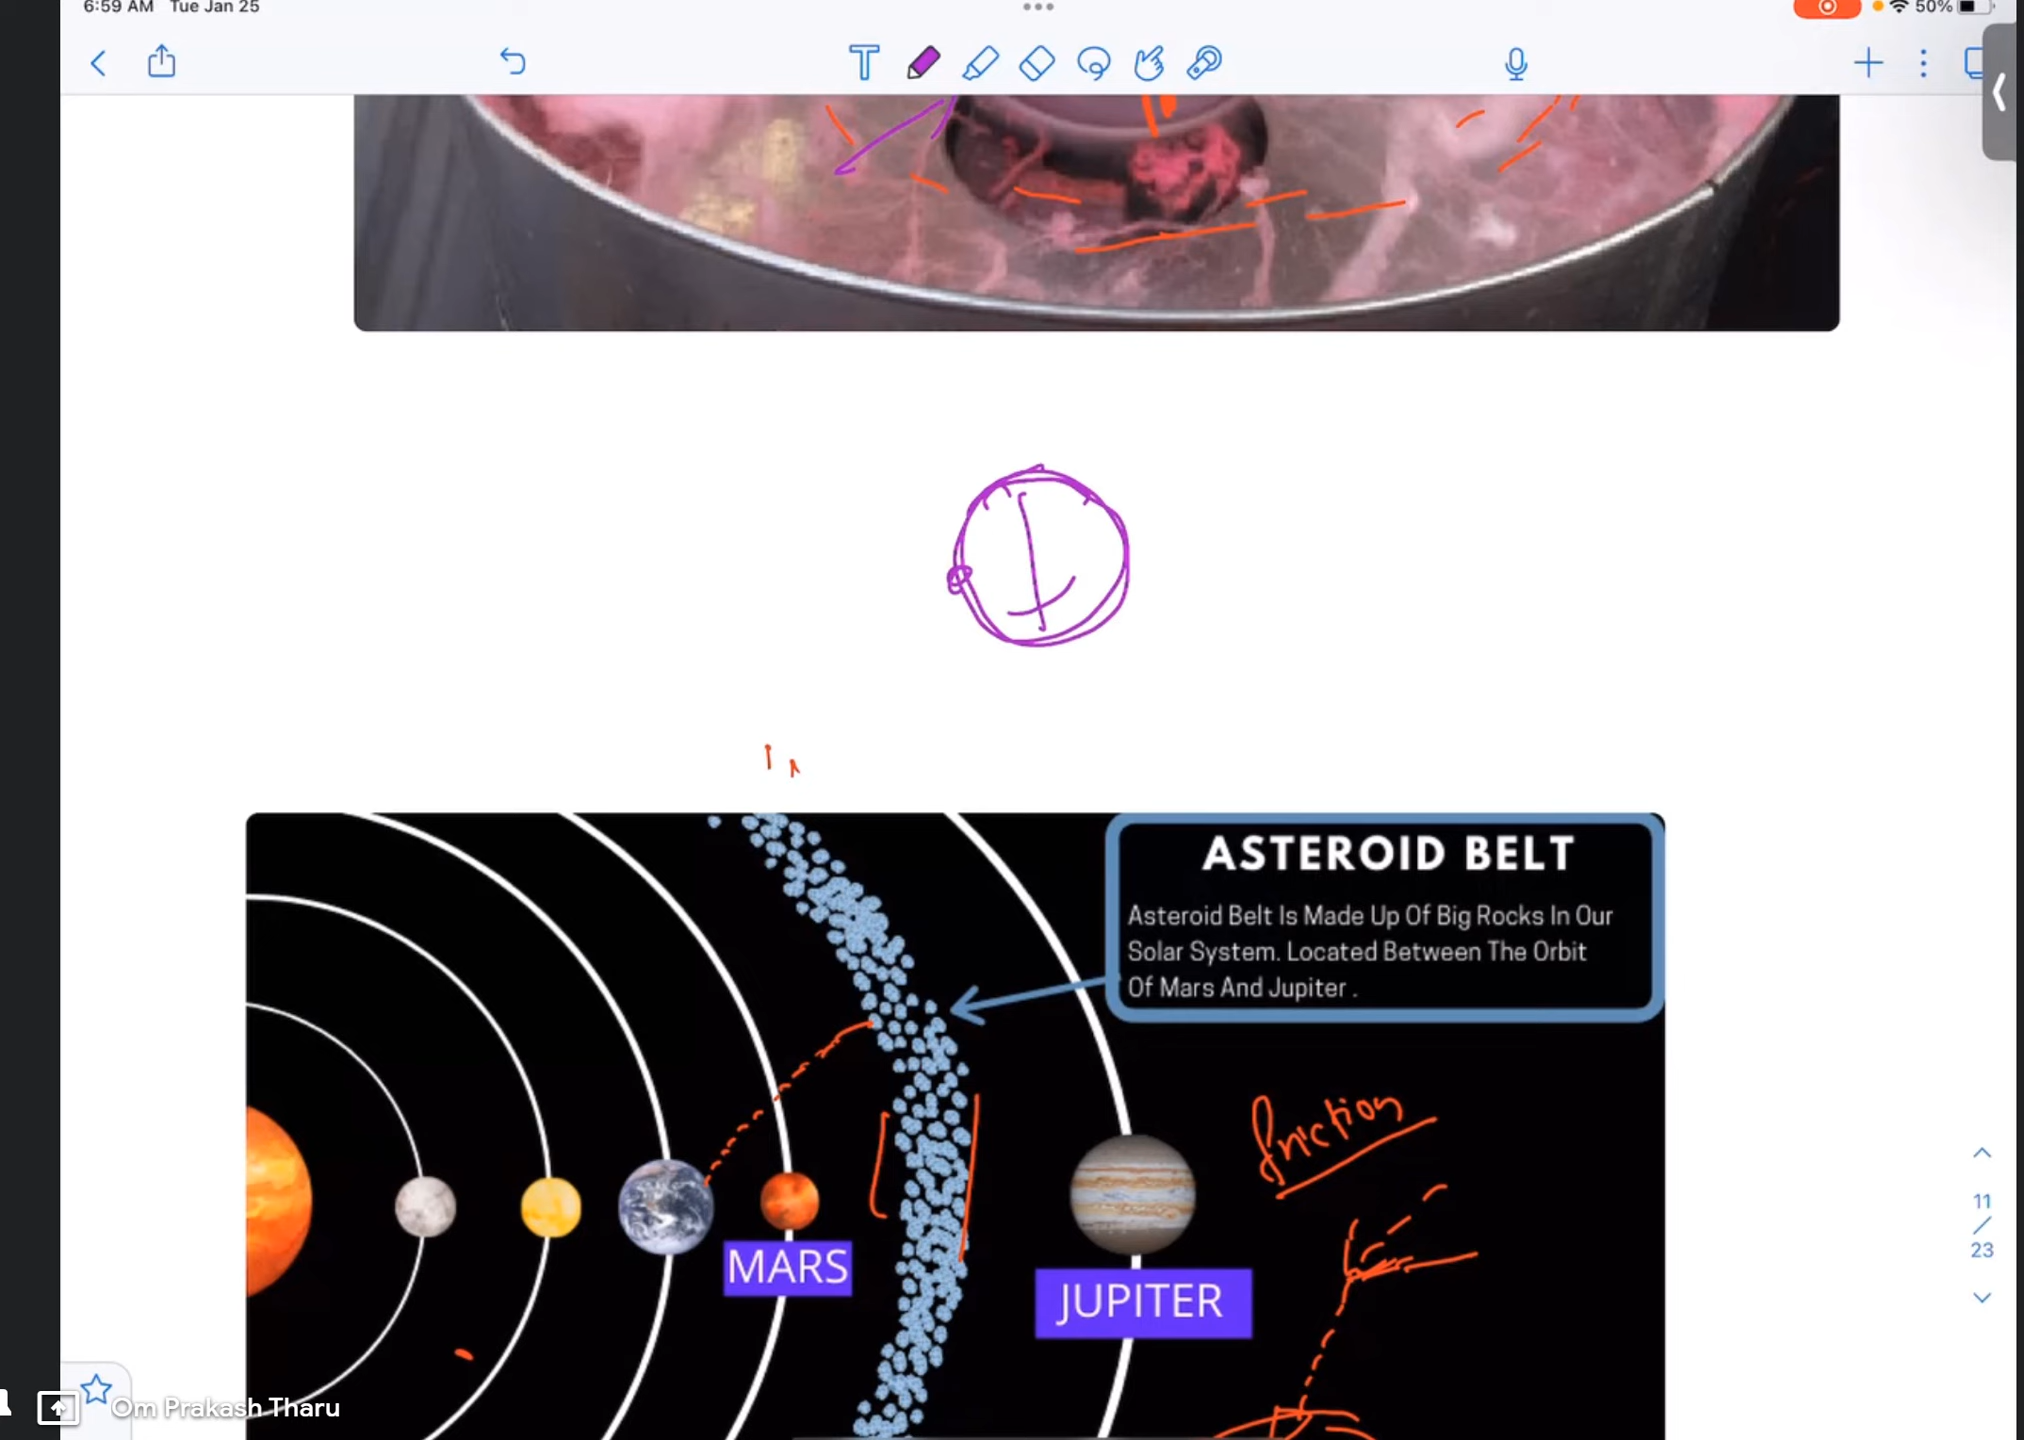 6:59 AM Tue Jan 25
50%
ASTEROID BELT
Asteroid Belt Is Made Up Of Big Rocks In Our
Solar System. Located Between The Orbit
Of Mars And Jupiter .
friction
MARS
JUPITER
11
/
23
Om Prakash Tharu